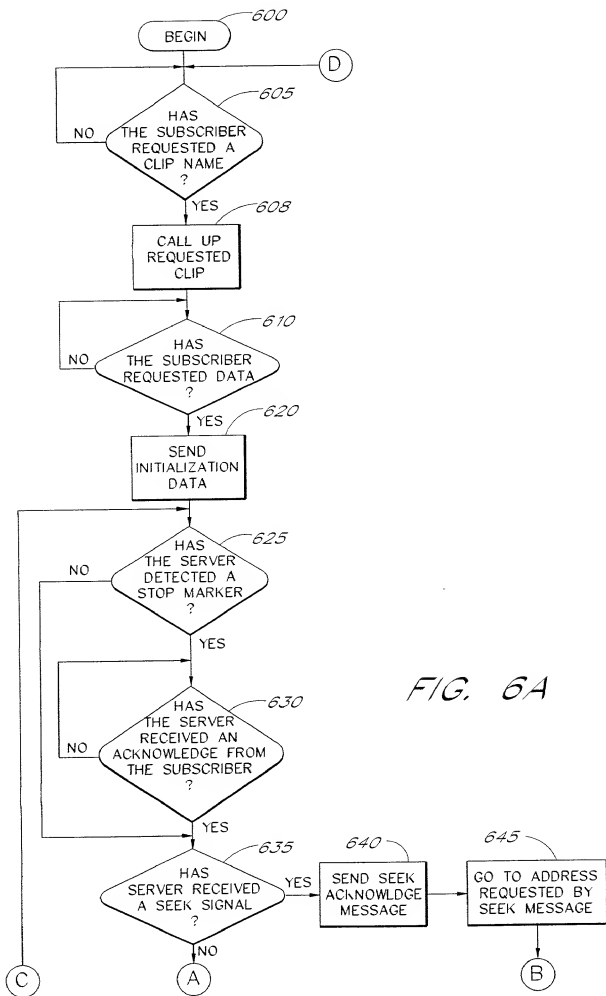 600
BEGIN
D
605
HAS
THE SUBSCRIBER
REQUESTED A
CLIP NAME
?
NO
YES
608
CALL UP
REQUESTED
CLIP
610
HAS
THE SUBSCRIBER
REQUESTED DATA
?
NO
YES
620
SEND
INITIALIZATION
DATA
625
HAS
THE SERVER
DETECTED A
STOP MARKER
?
NO
YES
630
HAS
THE SERVER
RECEIVED AN
ACKNOWLEDGE FROM
THE SUBSCRIBER
?
NO
YES
FIG. 6A
635
HAS
SERVER RECEIVED
A SEEK SIGNAL
?
YES
NO
640
SEND SEEK
ACKNOWLDGE
MESSAGE
645
GO TO ADDRESS
REQUESTED BY
SEEK MESSAGE
C
A
B